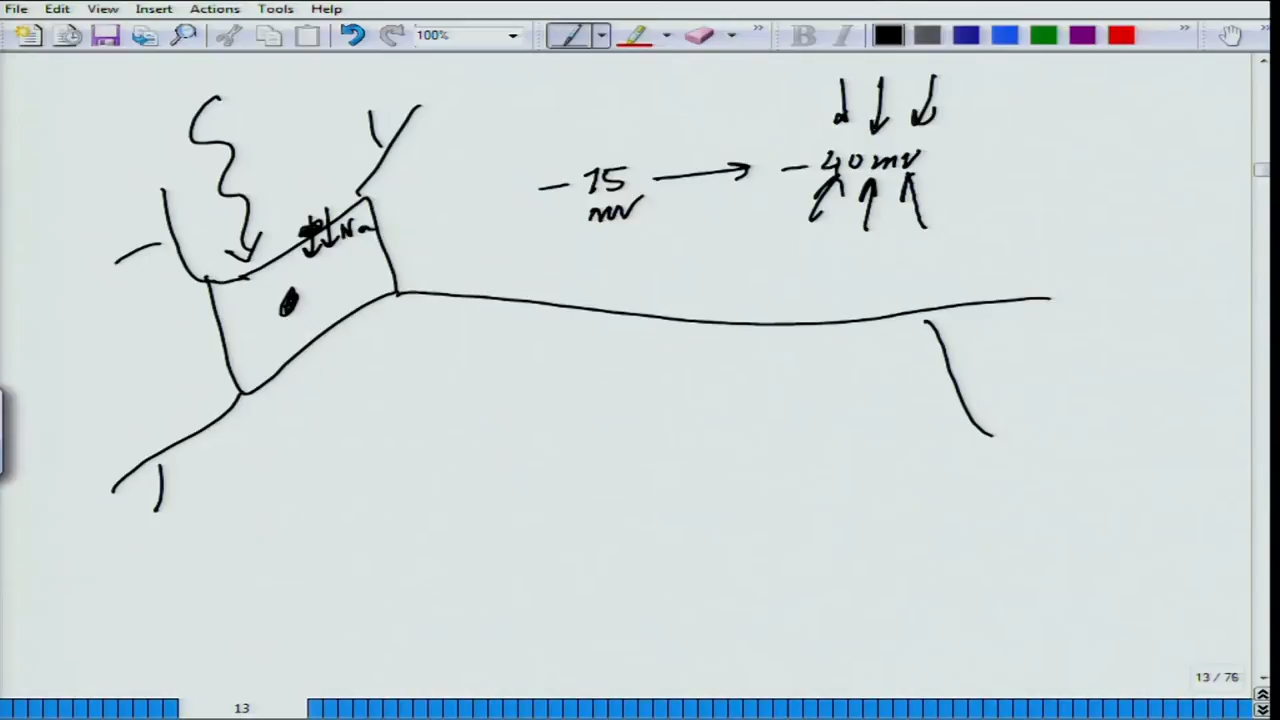 File Edit View Insert Actions Tools Help
100%
B I
- 75 → - 40 mv
mv
Na
13 / 76
13